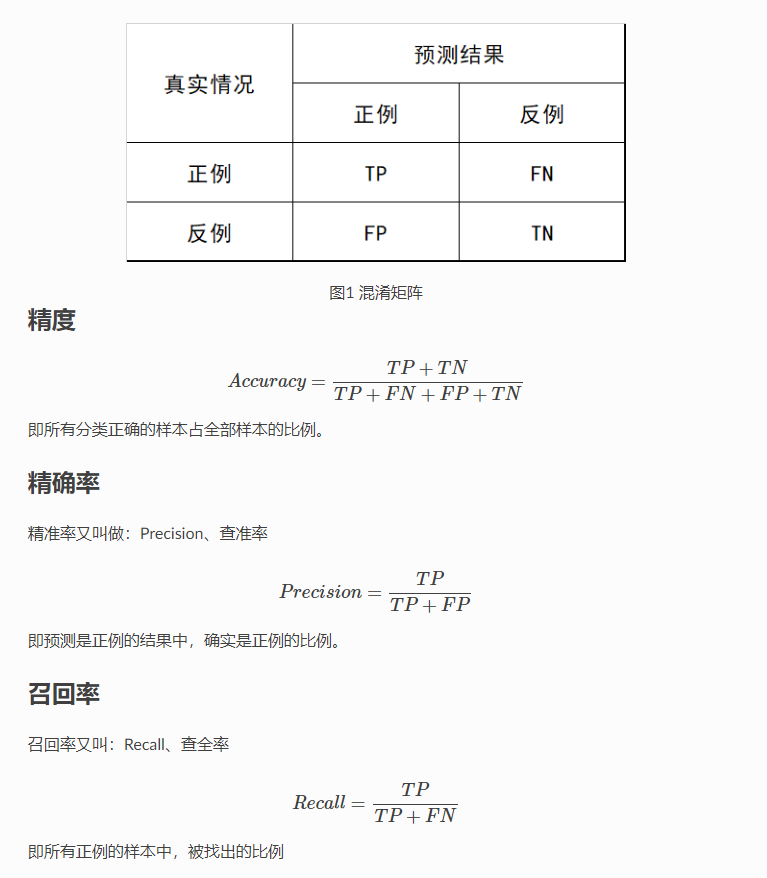 真实情况
预测结果
正例 反例
正例 TP FN
反例 FP TN
图1 混淆矩阵
精度
Accuracy = \frac{TP + TN}{TP + FN + FP + TN}
即所有分类正确的样本占全部样本的比例。
精确率
精准率又叫做：Precision、查准率
Precision = \frac{TP}{TP + FP}
即预测是正例的结果中，确实是正例的比例。
召回率
召回率又叫：Recall、查全率
Recall = \frac{TP}{TP + FN}
即所有正例的样本中，被找出的比例